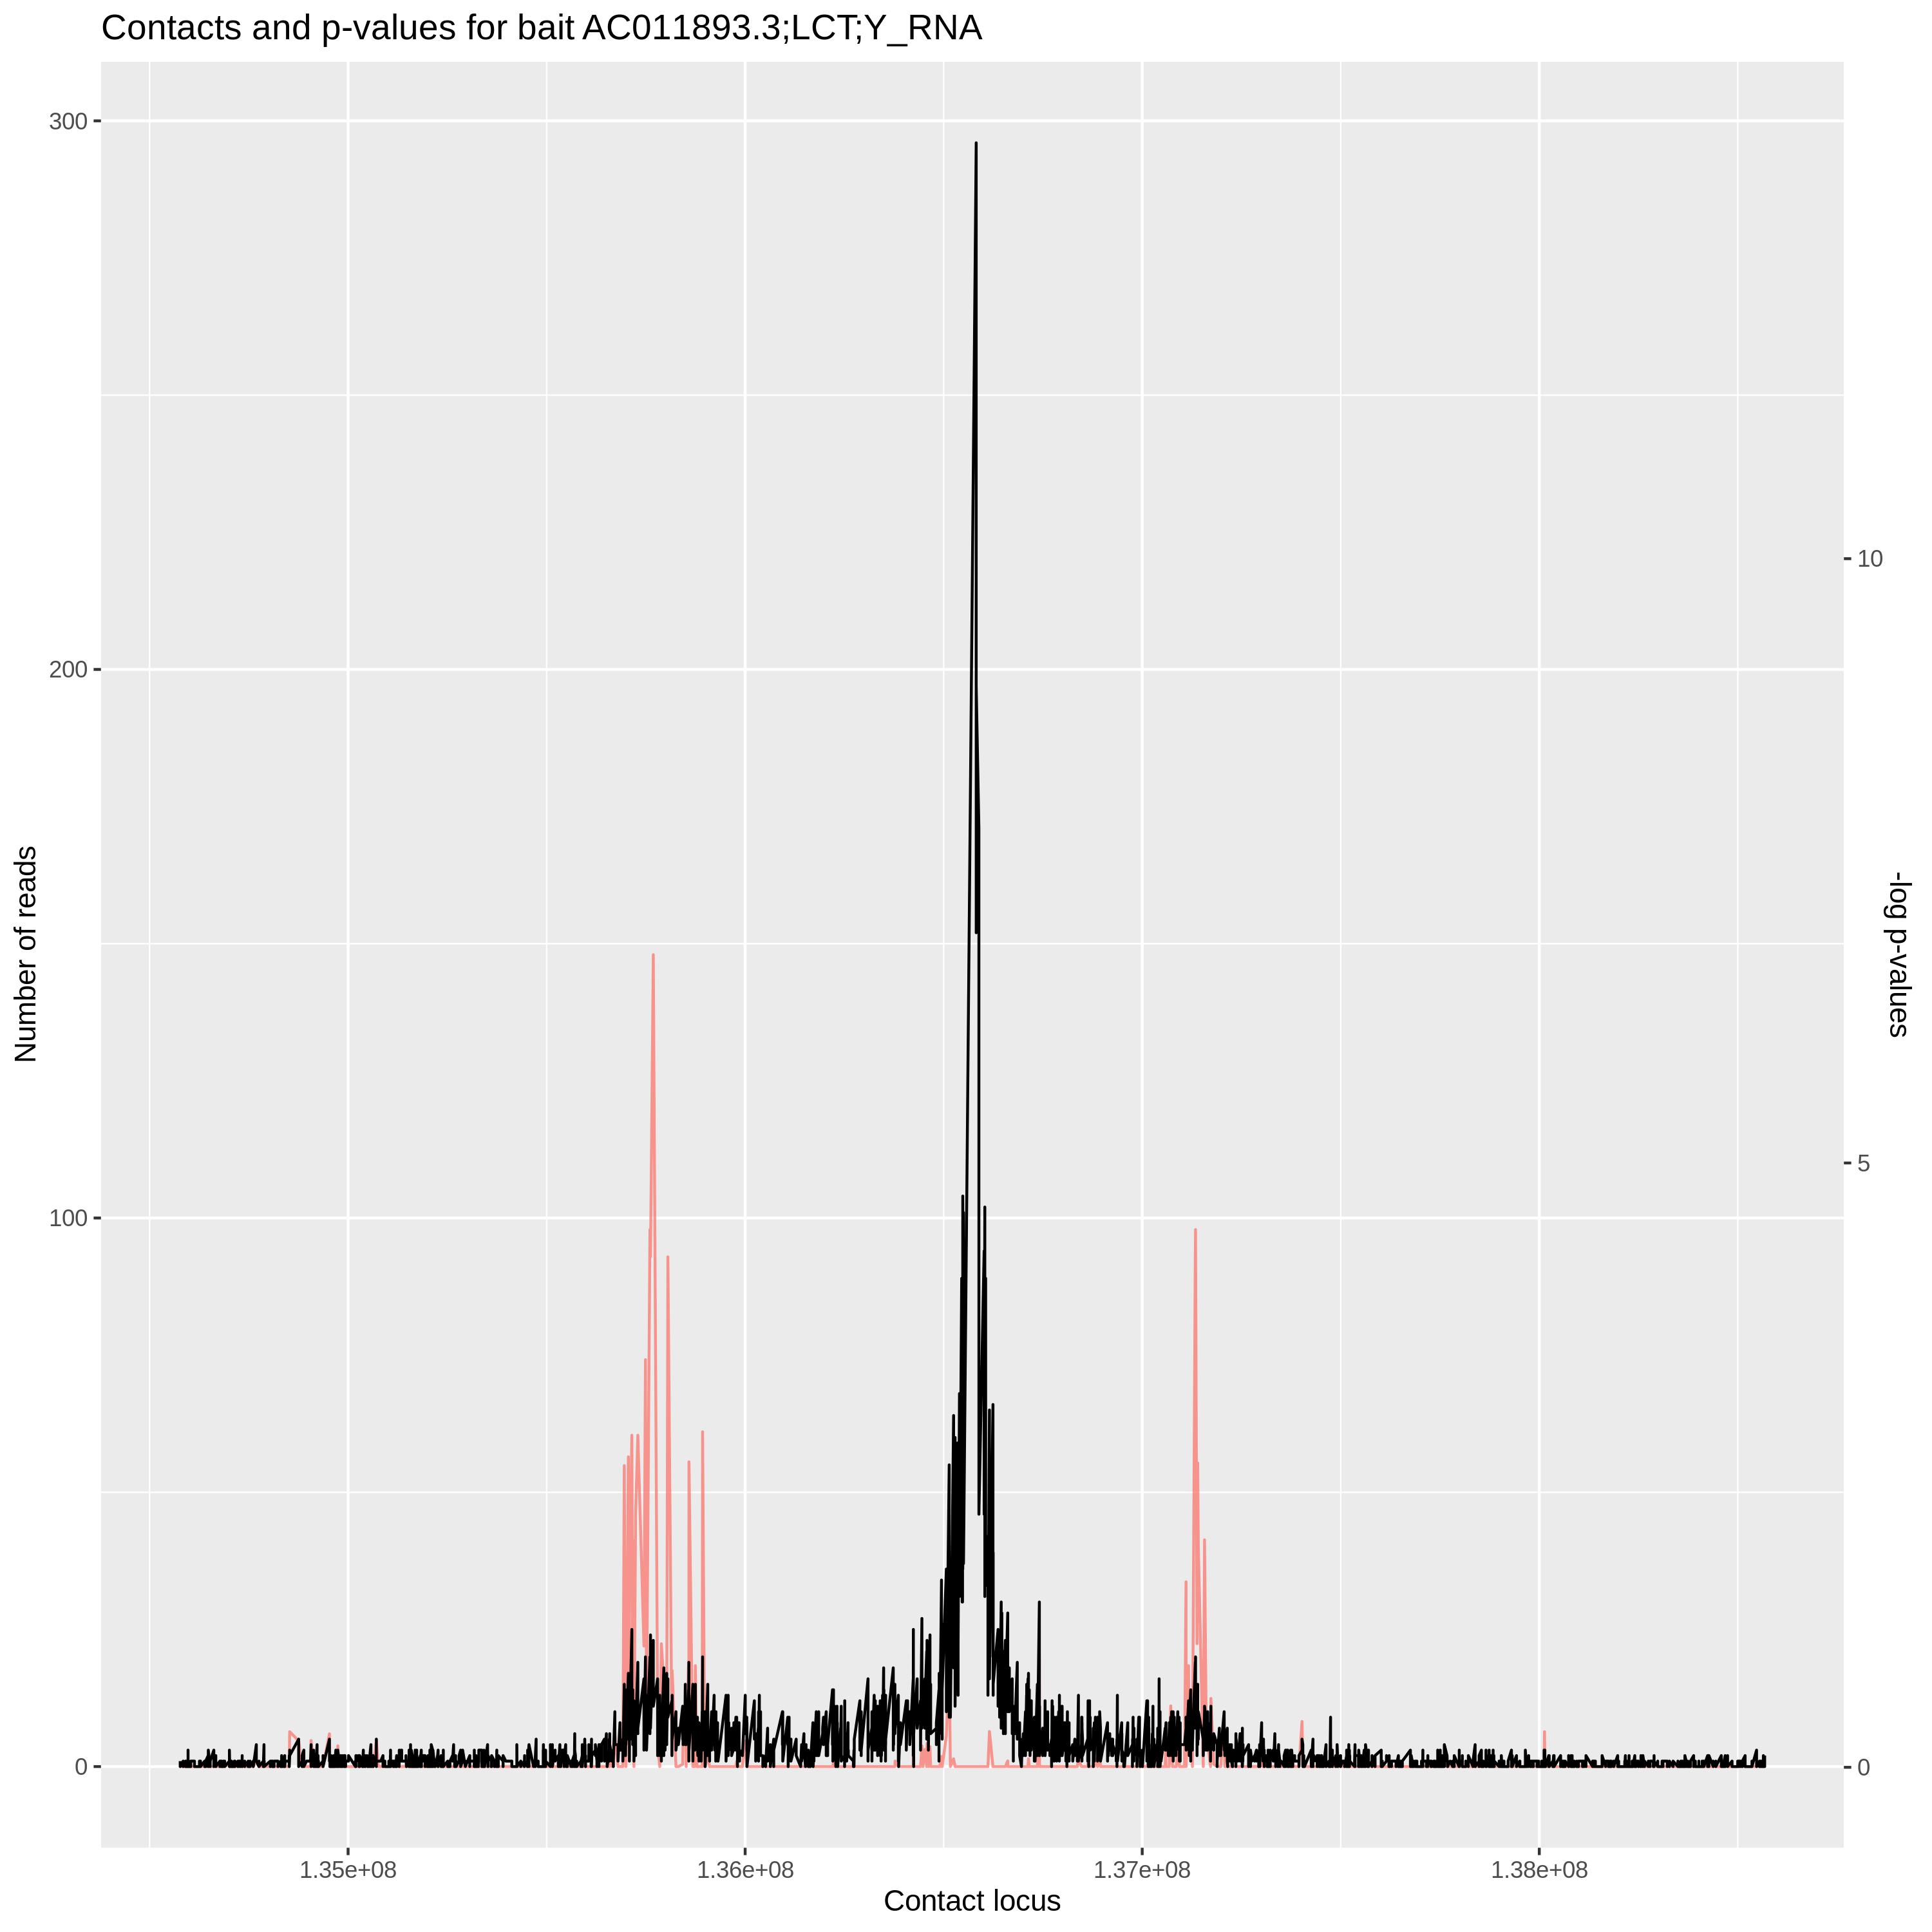 Contacts and p-values for bait AC011893.3;LCT;Y_RNA
300
200
100
0
Number of reads
10
5
0
-log p-values
1.35e+08
1.36e+08
1.37e+08
1.38e+08
Contact locus